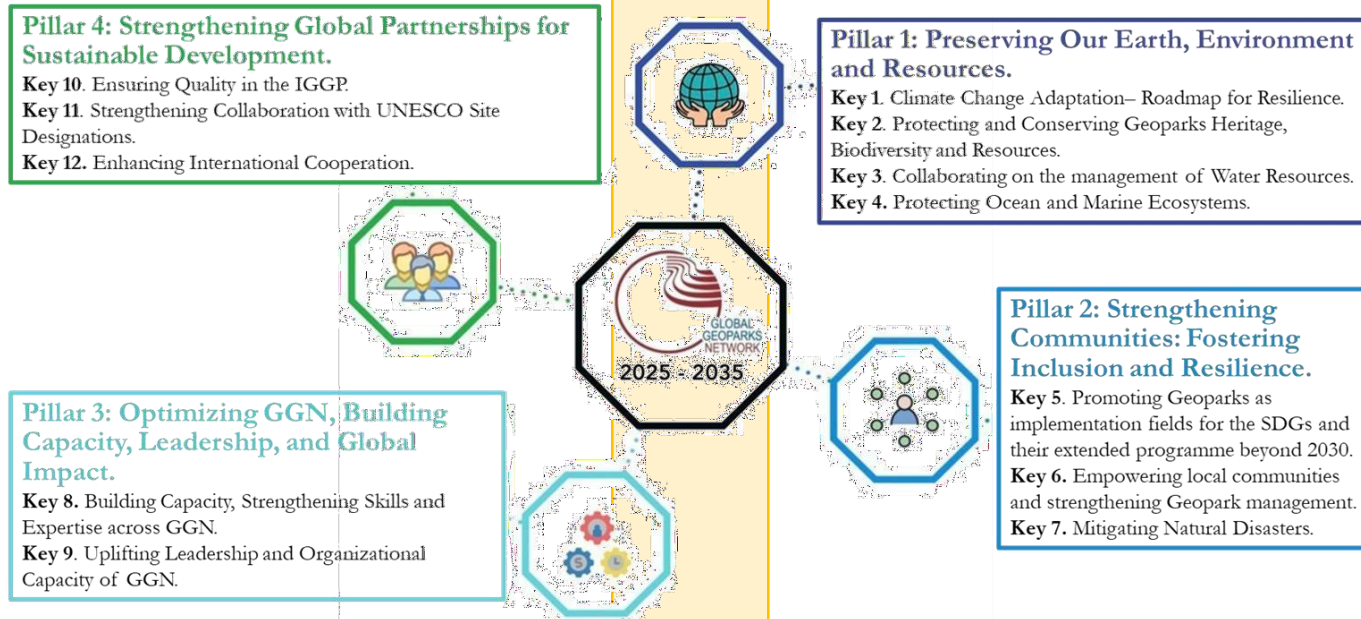 Pillar 4: Strengthening Global Partnerships for
Sustainable Development.
Key 10. Ensuring Quality in the IGGP.
Key 11. Strengthening Collaboration with UNESCO Site
Designations.
Key 12. Enhancing International Cooperation.
Pillar 1: Preserving Our Earth, Environment
and Resources.
Key 1. Climate Change Adaptation– Roadmap for Resilience.
Key 2. Protecting and Conserving Geoparks Heritage,
Biodiversity and Resources.
Key 3. Collaborating on the management of Water Resources.
Key 4. Protecting Ocean and Marine Ecosystems.
GLOBAL
GEOPARKS
NETWORK
2025 - 2035
Pillar 2: Strengthening
Communities: Fostering
Inclusion and Resilience.
Key 5. Promoting Geoparks as
implementation fields for the SDGs and
their extended programme beyond 2030.
Key 6. Empowering local communities
and strengthening Geopark management.
Key 7. Mitigating Natural Disasters.
Pillar 3: Optimizing GGN, Building
Capacity, Leadership, and Global
Impact.
Key 8. Building Capacity, Strengthening Skills and
Expertise across GGN.
Key 9. Uplifting Leadership and Organizational
Capacity of GGN.
S